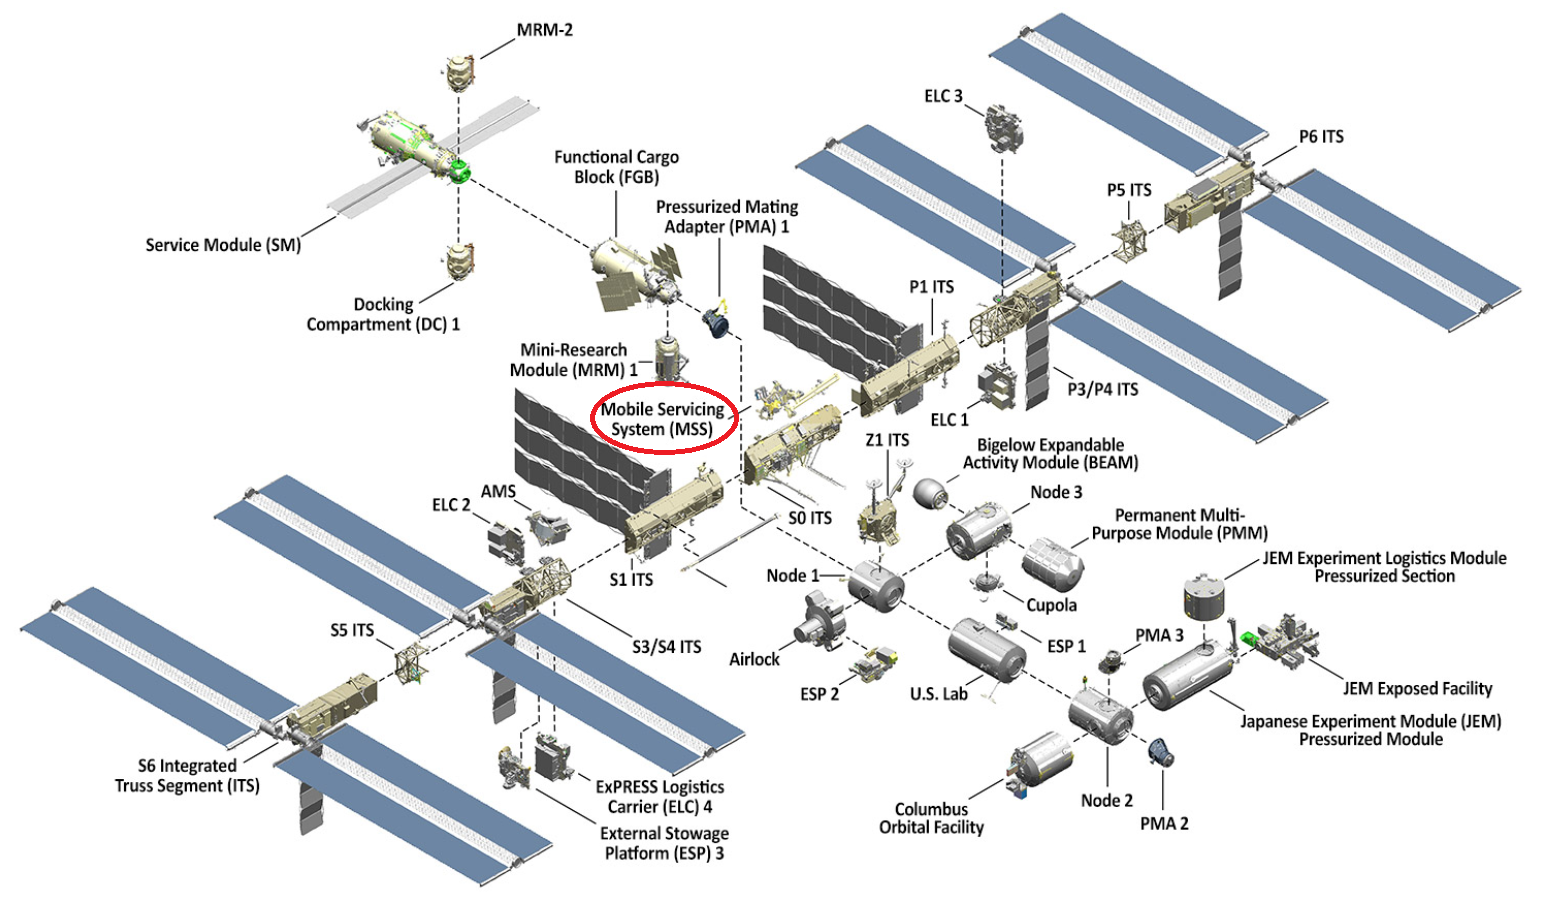 MRM-2
ELC 3
P6 ITS
Functional Cargo
Block (FGB)
P5 ITS
Pressurized Mating
Adapter (PMA) 1
Service Module (SM)
Docking
Compartment (DC) 1
P1 ITS
Mini-Research
Module (MRM) 1
P3/P4 ITS
Mobile Servicing
System (MSS)
ELC 1
Z1 ITS
Bigelow Expandable
Activity Module (BEAM)
AMS
ELC 2
Node 3
S0 ITS
Permanent Multi-
Purpose Module (PMM)
JEM Experiment Logistics Module
Pressurized Section
S1 ITS
Node 1
Cupola
S5 ITS
S3/S4 ITS
Airlock
ESP 1
PMA 3
ESP 2
U.S. Lab
JEM Exposed Facility
Japanese Experiment Module (JEM)
Pressurized Module
S6 Integrated
Truss Segment (ITS)
ExPRESS Logistics
Carrier (ELC) 4
Columbus
Orbital Facility
Node 2
PMA 2
External Stowage
Platform (ESP) 3